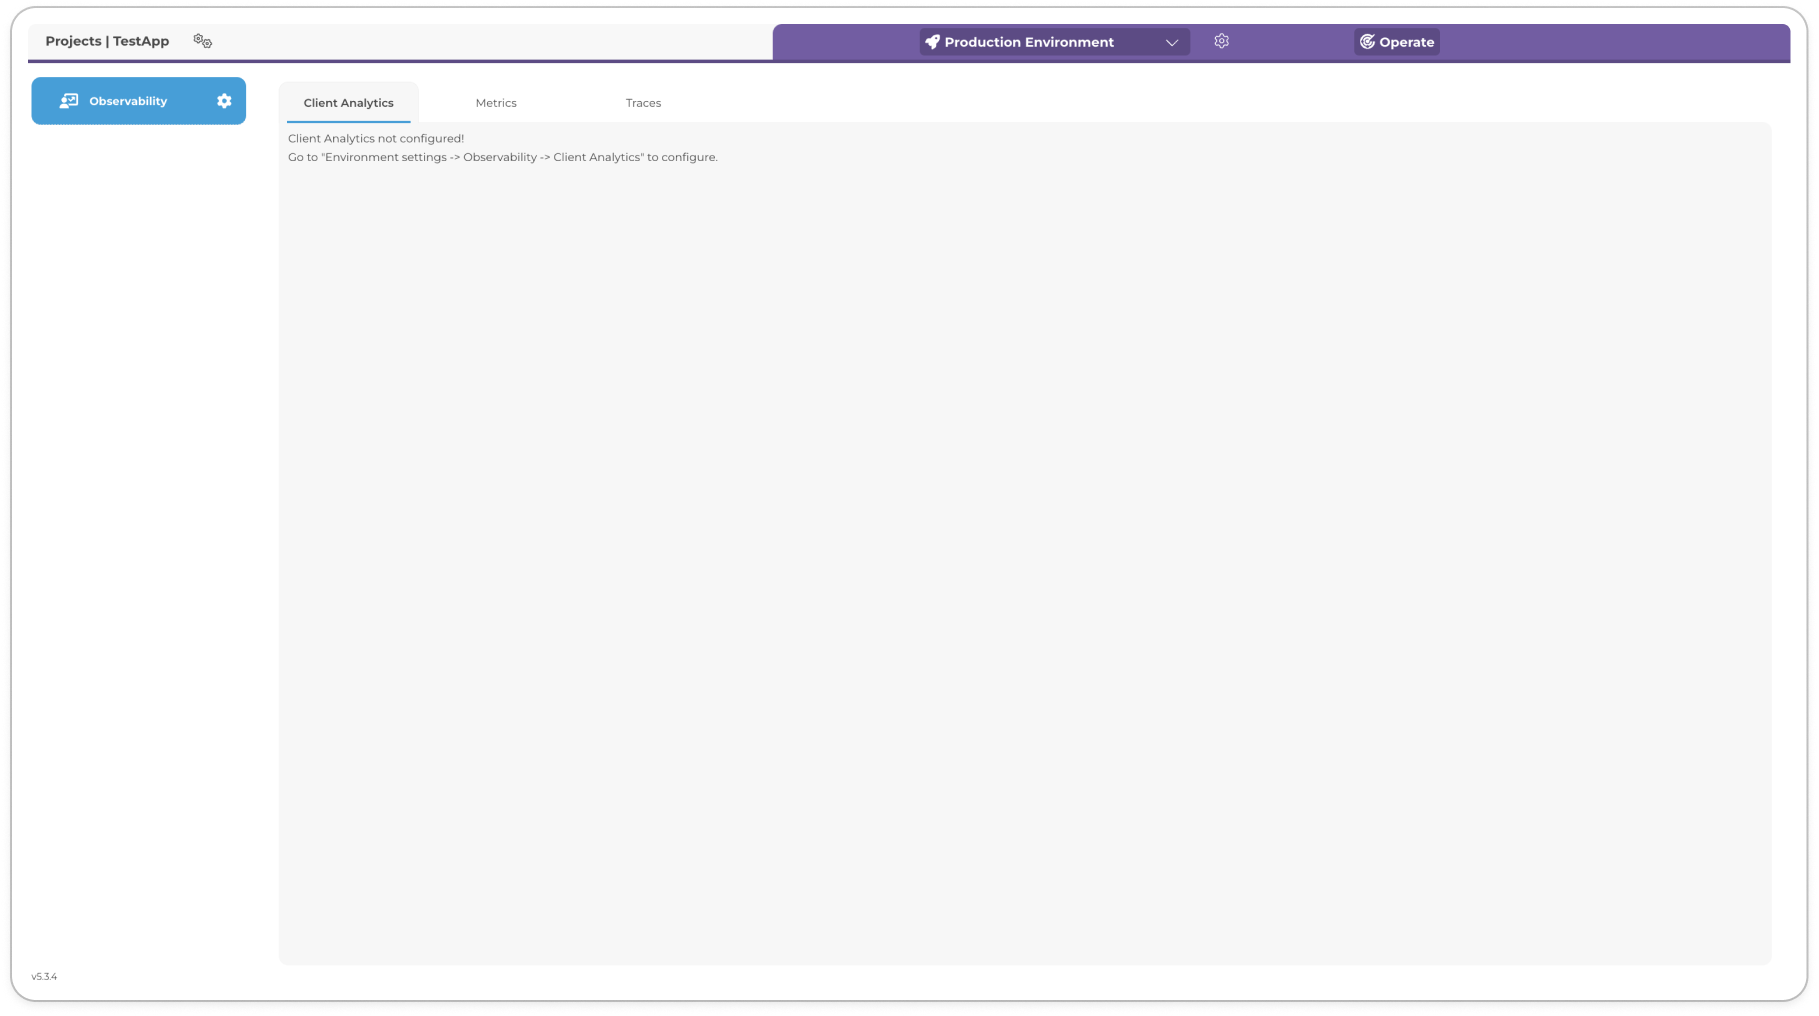 Projects | TestApp
Production Environment
Operate
Observability
Client Analytics
Metrics
Traces
Client Analytics not configured!
Go to "Environment settings -> Observability -> Client Analytics" to configure.
v5.3.4